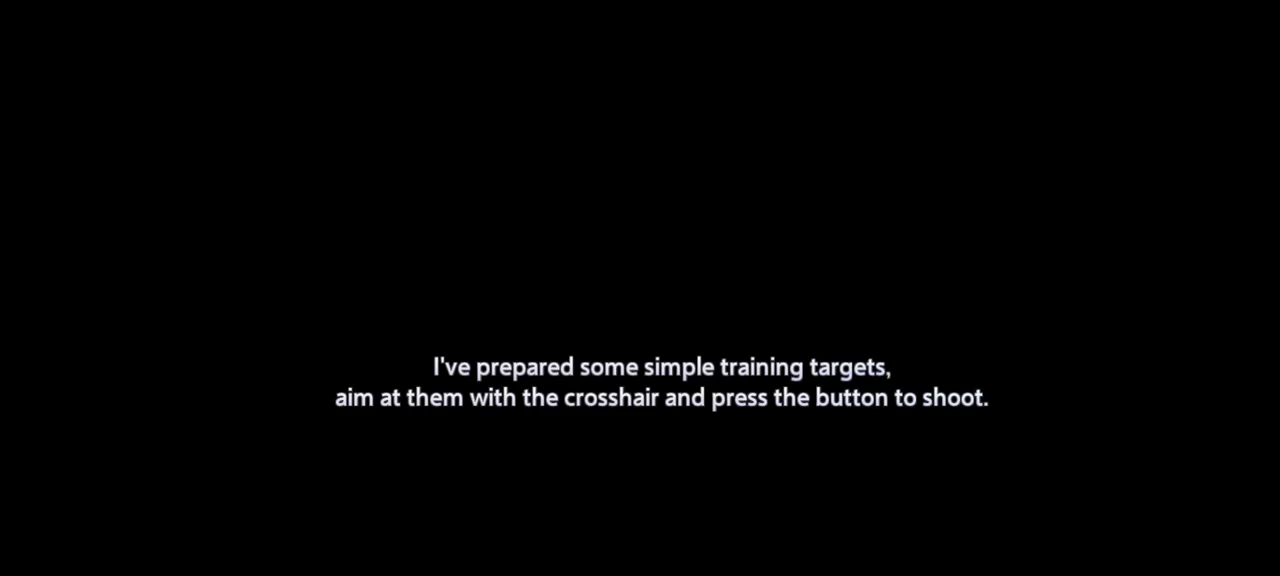 I've prepared some simple training targets,
aim at them with the crosshair and press the button to shoot.